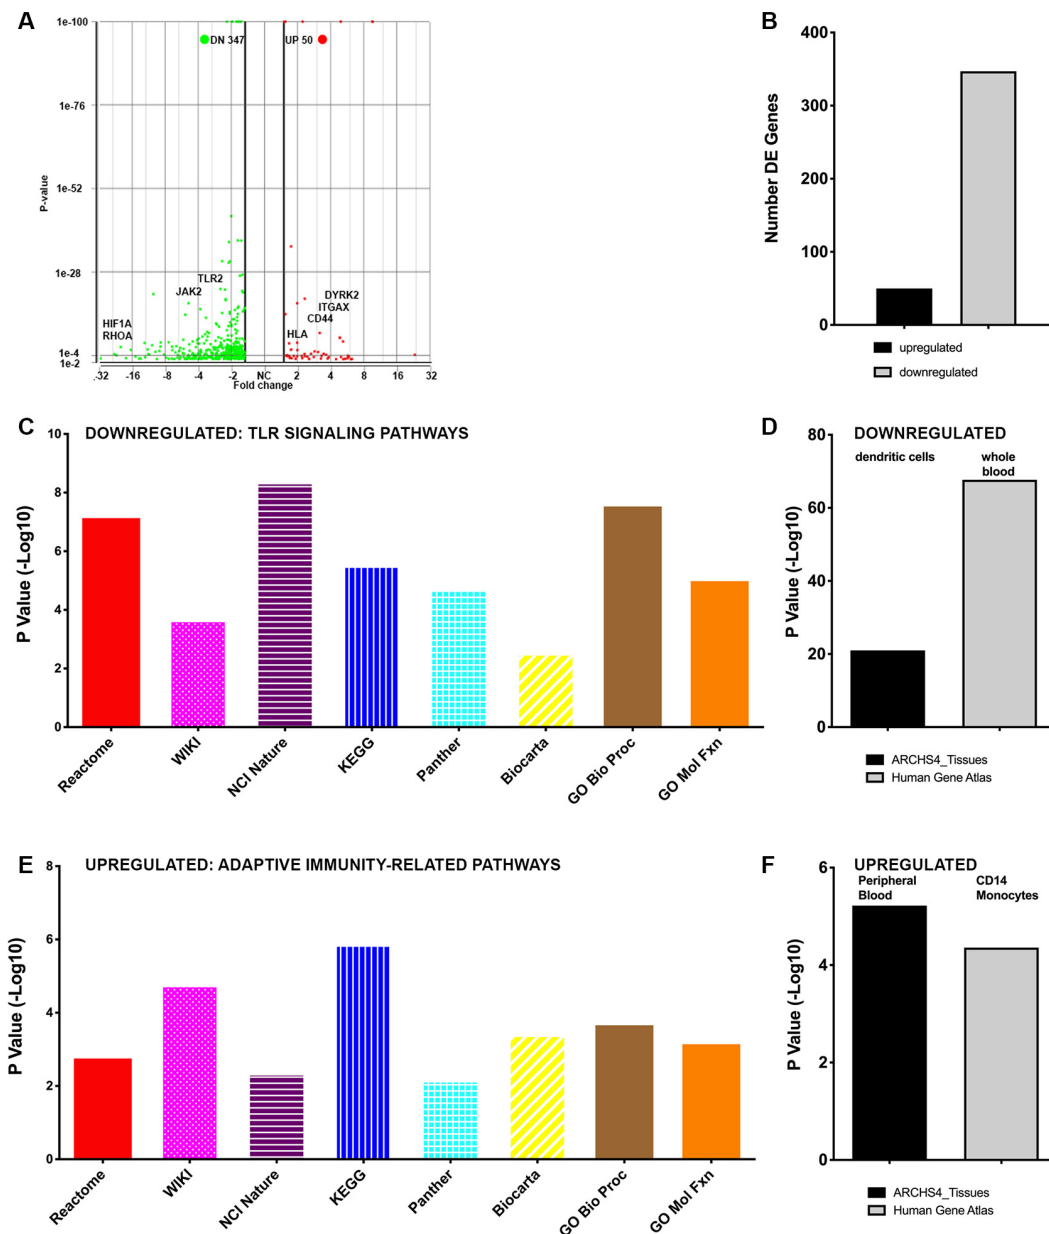 A
1e-100
DN 347
UP 50
1e-76
1e-52
1e-28
1e-4
1e-2
P-value
TLR2
JAK2
HIF1A
RHOA
DYRK2
ITGAX
CD44
HLA
-32 -16 -8 -4 -2 NC 2 4 8 16 32
Fold change
B
400
300
200
100
0
Number DE Genes
upregulated
downregulated
C
DOWNREGULATED: TLR SIGNALING PATHWAYS
10
8
6
4
2
0
P Value (-Log10)
Reactome
WIKI
NCI Nature
KEGG
Panther
Biocarta
GO Bio Proc
GO Mol Fxn
D
DOWNREGULATED
dendritic cells
whole
blood
80
60
40
20
0
P Value (-Log10)
ARCHS4_Tissues
Human Gene Atlas
E
UPREGULATED: ADAPTIVE IMMUNITY-RELATED PATHWAYS
8
6
4
2
0
P Value (-Log10)
Reactome
WIKI
NCI Nature
KEGG
Panther
Biocarta
GO Bio Proc
GO Mol Fxn
F
UPREGULATED
Peripheral
Blood
CD14
Monocytes
6
4
2
0
P Value (-Log10)
ARCHS4_Tissues
Human Gene Atlas